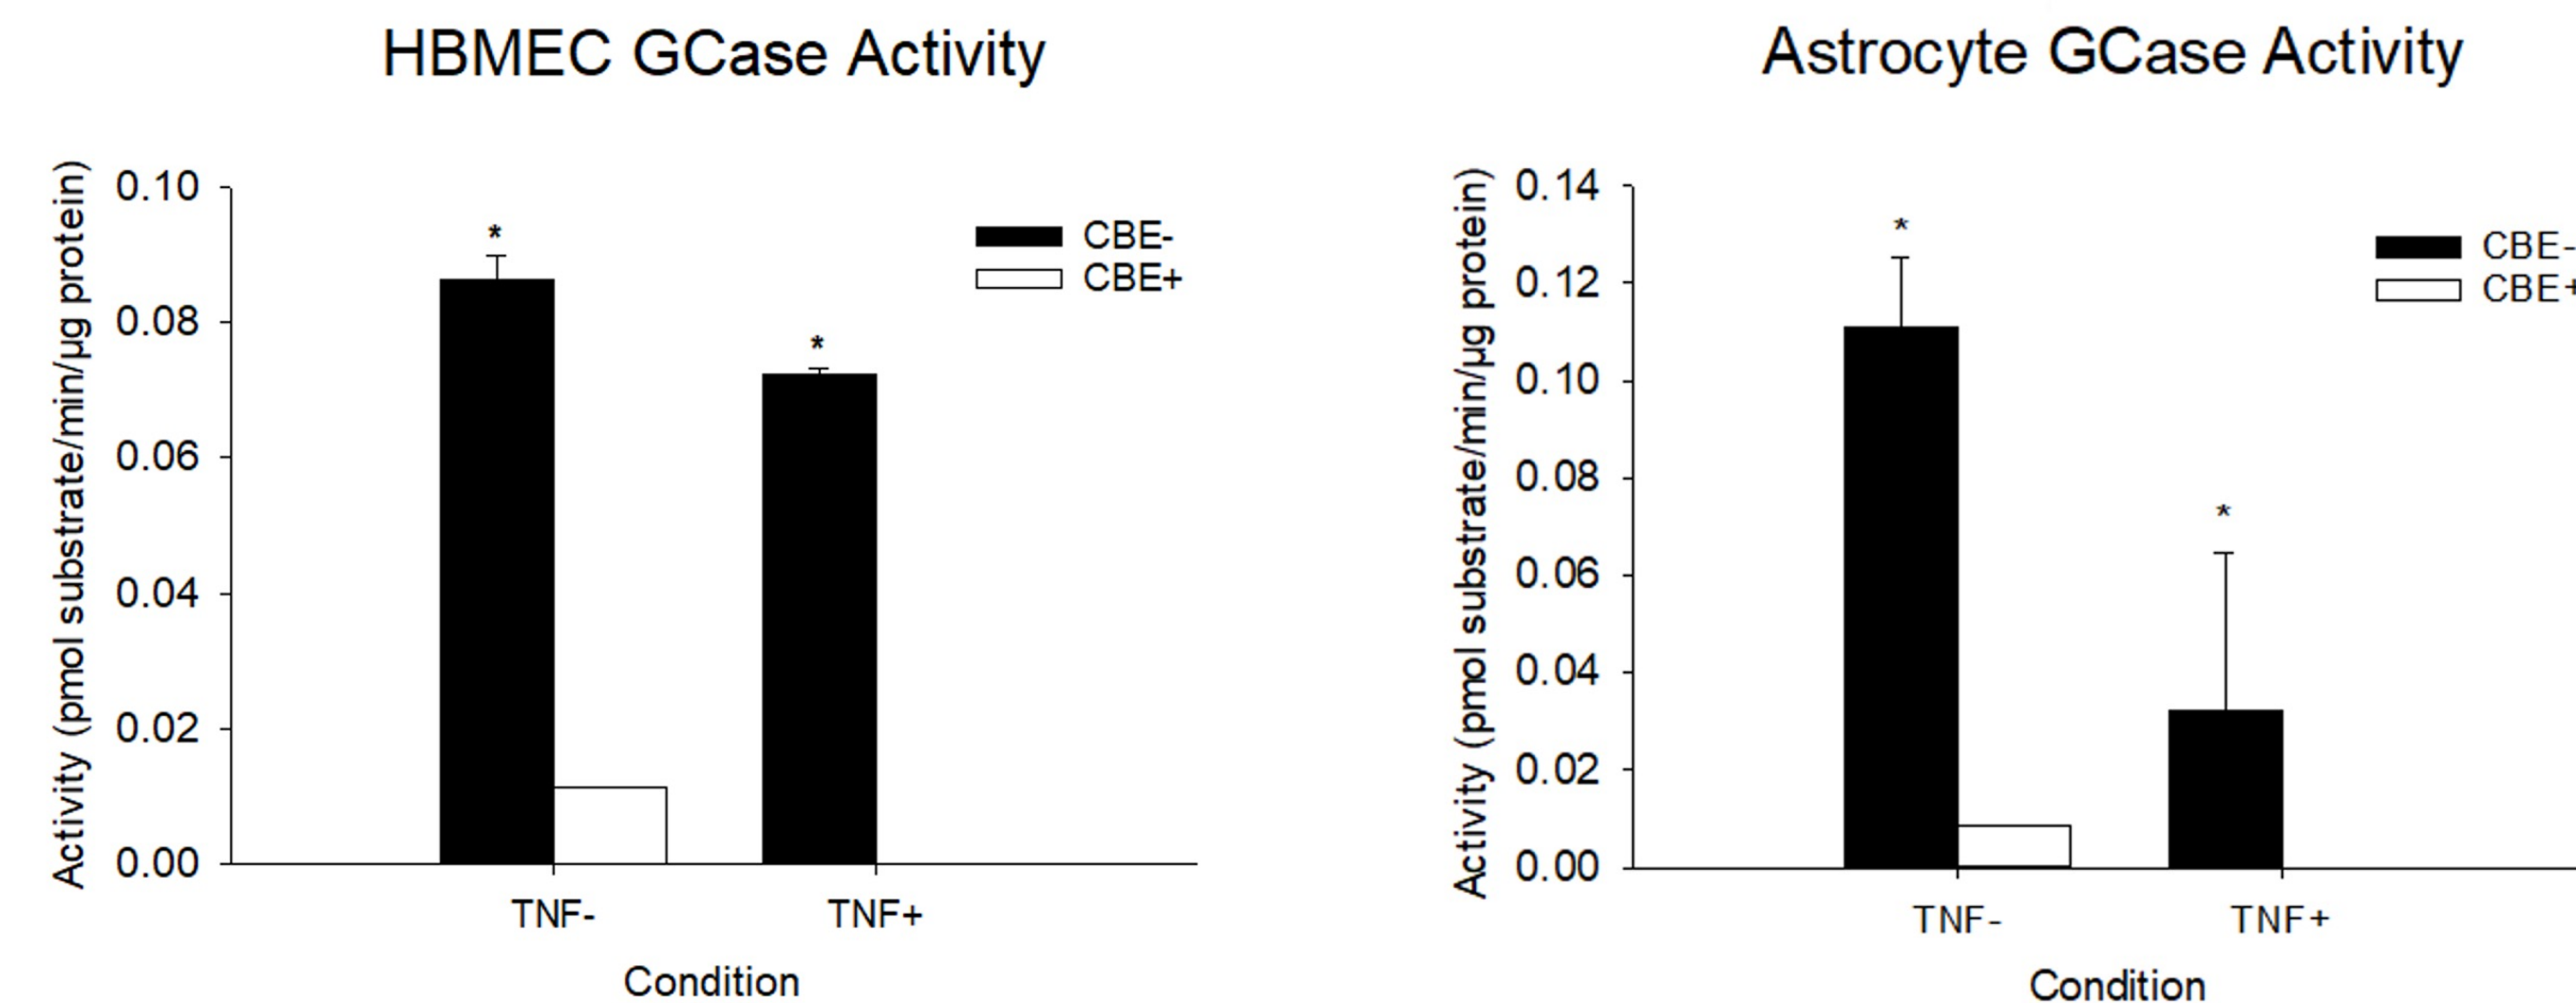 HBMEC GCase Activity
Activity (pmol substrate/min/µg protein)
0.10
0.08
0.06
0.04
0.02
0.00
*
*
CBE-
CBE+
TNF-
TNF+
Condition
Astrocyte GCase Activity
Activity (pmol substrate/min/µg protein)
0.14
0.12
0.10
0.08
0.06
0.04
0.02
0.00
*
*
CBE-
CBE+
TNF-
TNF+
Condition